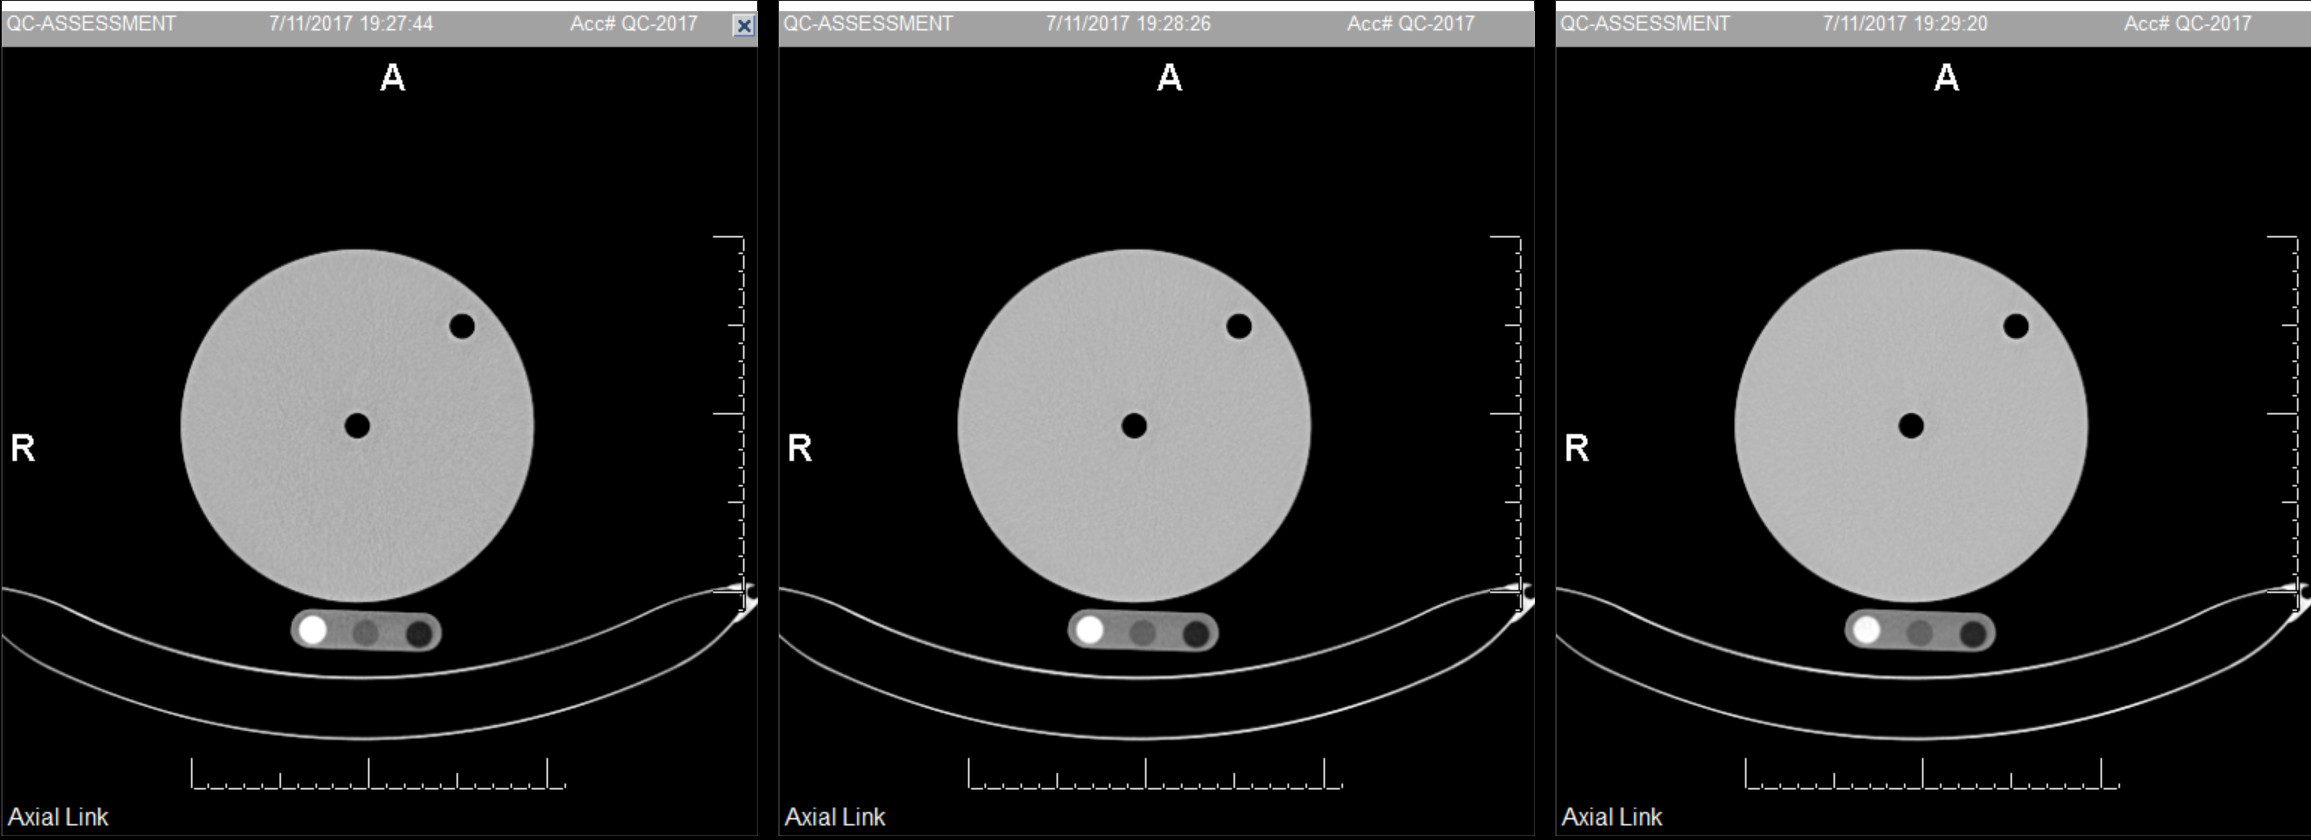 QC-ASSESSMENT 7/11/2017 19:27:44 Acc# QC-2017
A
R
Axial Link
QC-ASSESSMENT 7/11/2017 19:28:26 Acc# QC-2017
A
R
Axial Link
QC-ASSESSMENT 7/11/2017 19:29:20 Acc# QC-2017
A
R
Axial Link